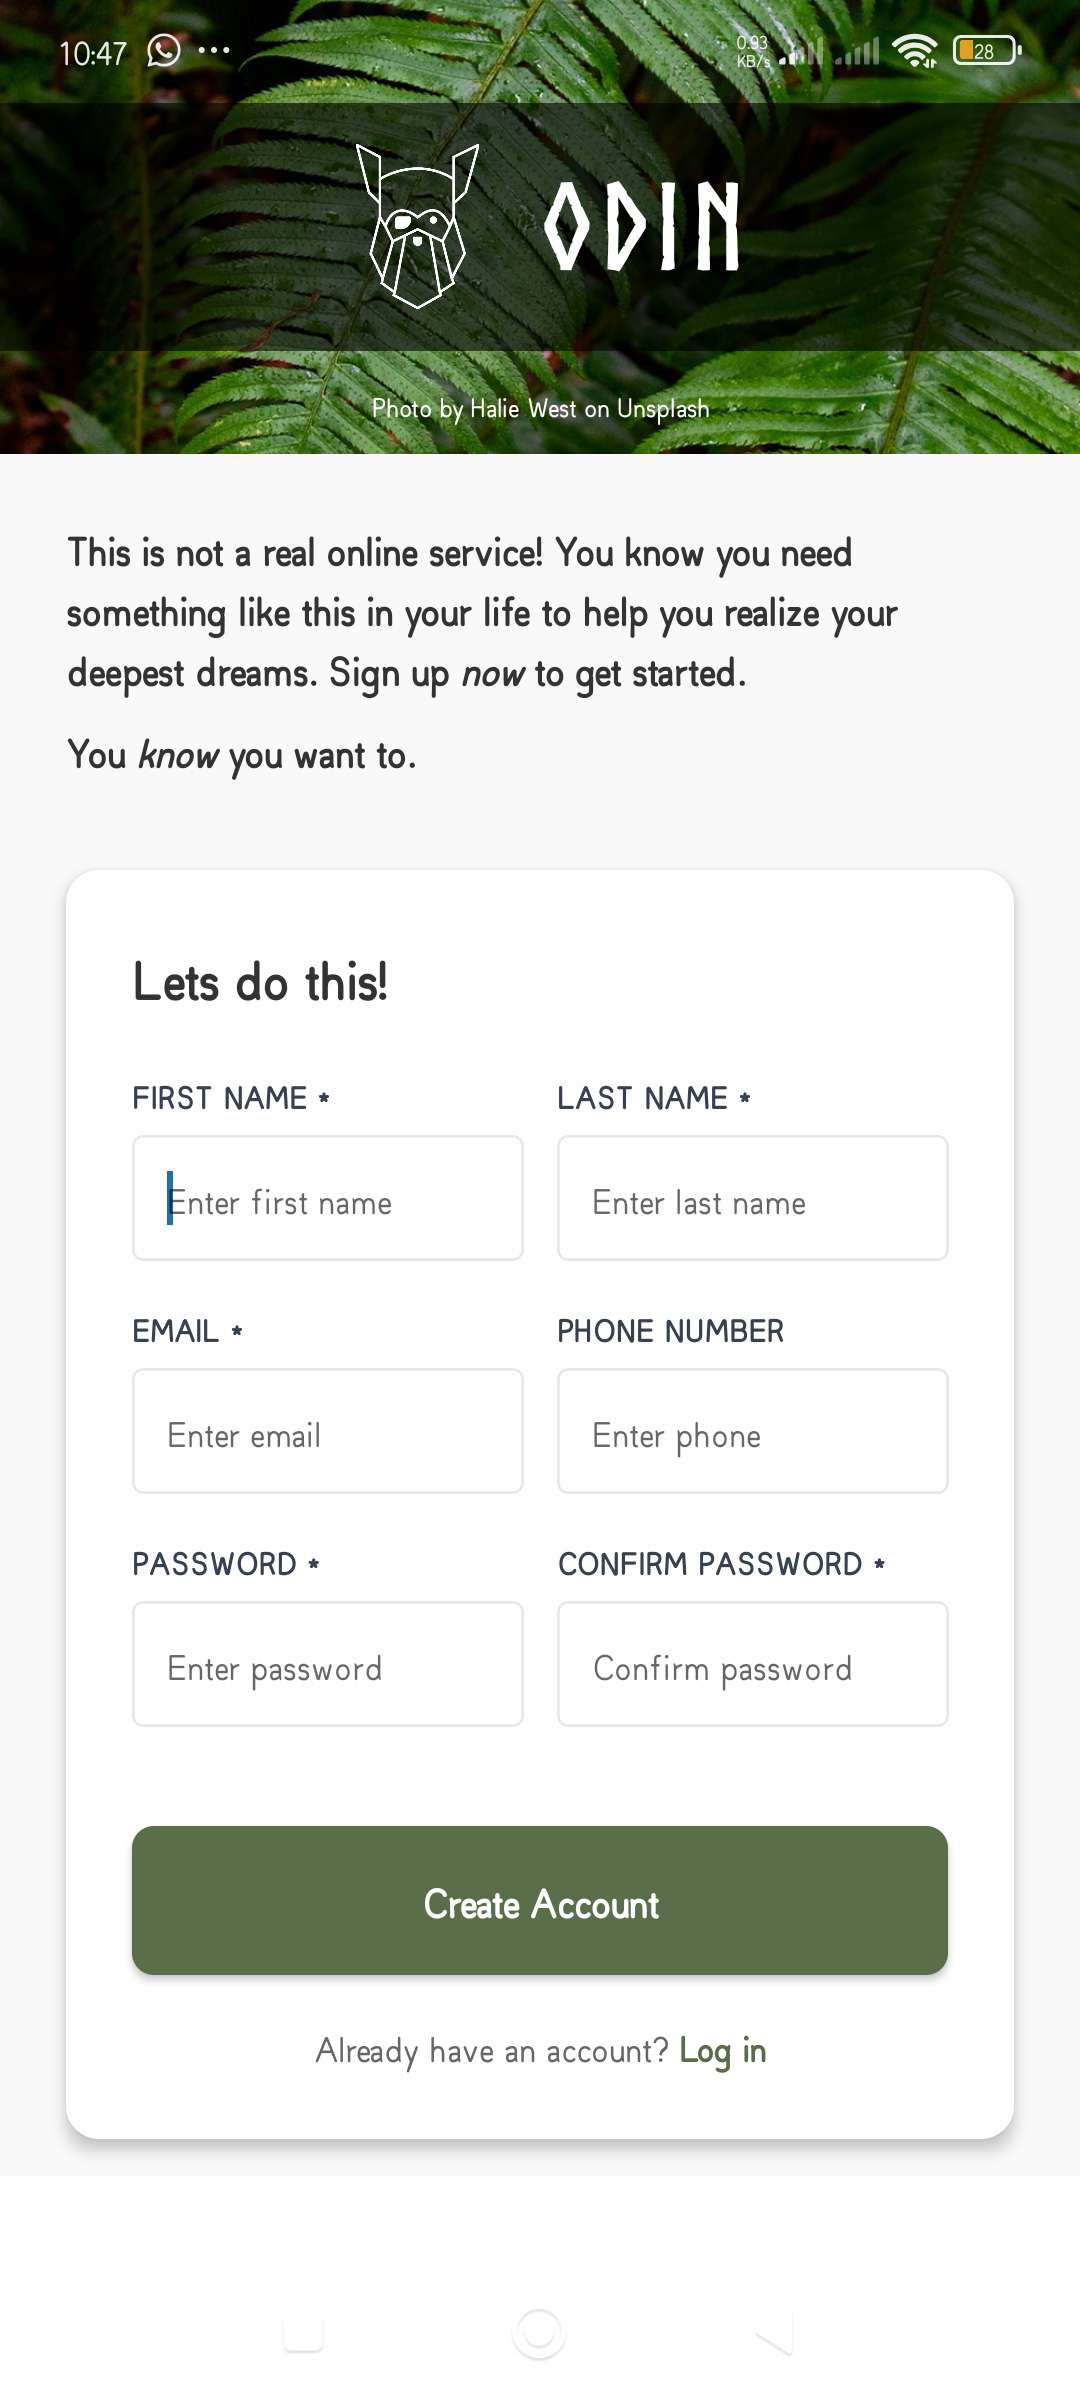 10:47
0.93
KB/s
28
ODIN
Photo by Halie West on Unsplash
This is not a real online service! You know you need
something like this in your life to help you realize your
deepest dreams. Sign up now to get started.
You know you want to.
Lets do this!
FIRST NAME *
LAST NAME *
Enter first name
Enter last name
EMAIL *
PHONE NUMBER
Enter email
Enter phone
PASSWORD *
CONFIRM PASSWORD *
Enter password
Confirm password
Create Account
Already have an account? Log in